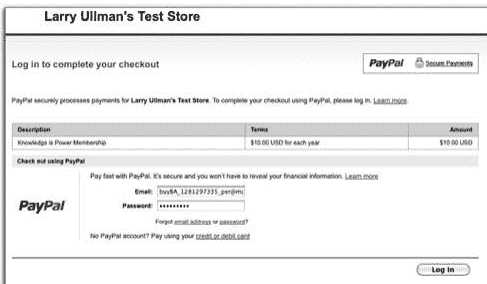 Larry Ullman's Test Store
Log in to complete your checkout
PayPal Secure Payments
PayPal securely processes payments for Larry Ullman's Test Store. To complete your checkout using PayPal, please log in. Learn more.
Description Terms Amount
Knowledge is Power Membership $10.00 USD for each year $10.00 USD
Check out using PayPal
Pay fast with PayPal. It's secure and you won't have to reveal your financial information. Learn more
PayPal
Email:
Password: •••••••••
Forgot email address or password?
No PayPal account? Pay using your credit or debit card
Log In